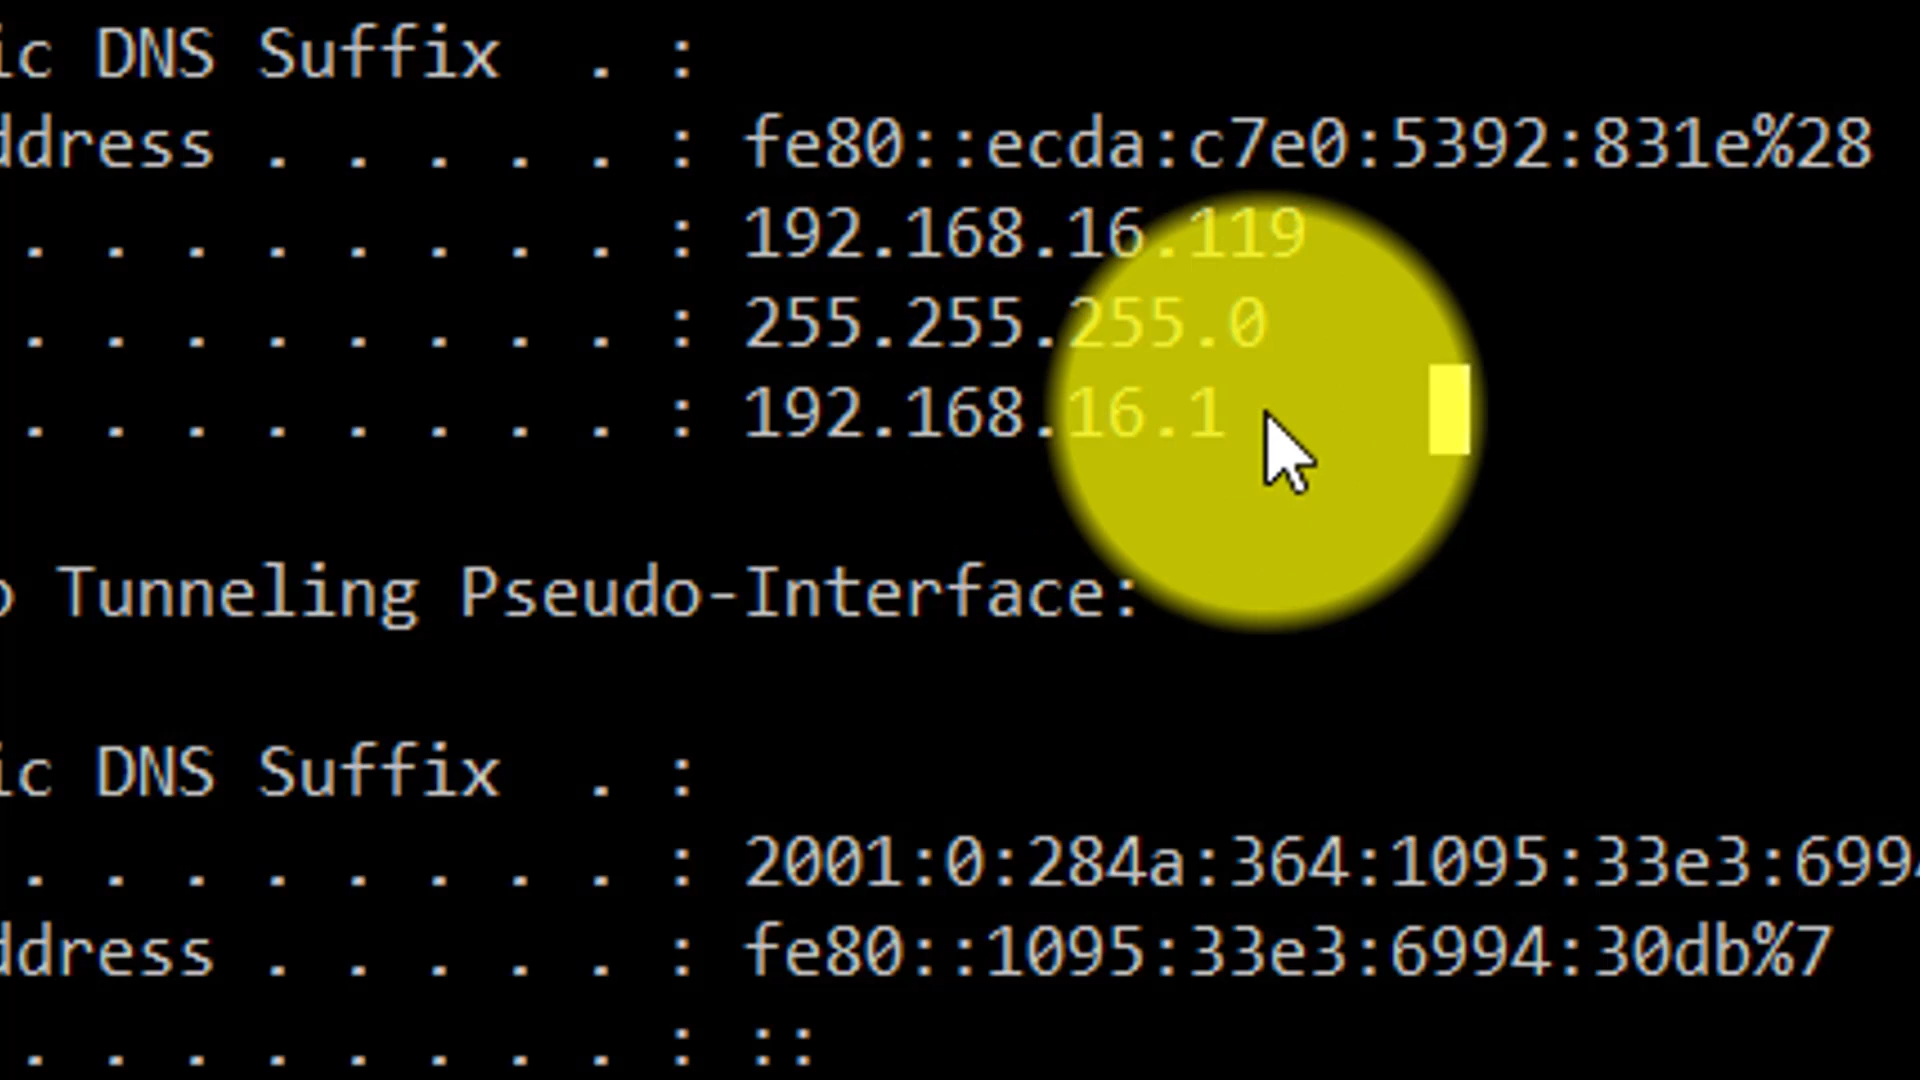 ic DNS Suffix  . :
ddress . . . . . : fe80::ecda:c7e0:5392:831e%28
. . . . . . . . : 192.168.16.119
. . . . . . . . : 255.255.255.0
. . . . . . . . : 192.168.16.1
o Tunneling Pseudo-Interface:
ic DNS Suffix  . :
. . . . . . . . : 2001:0:284a:364:1095:33e3:6994
ddress . . . . . : fe80::1095:33e3:6994:30db%7
. . . . . . . . : ::